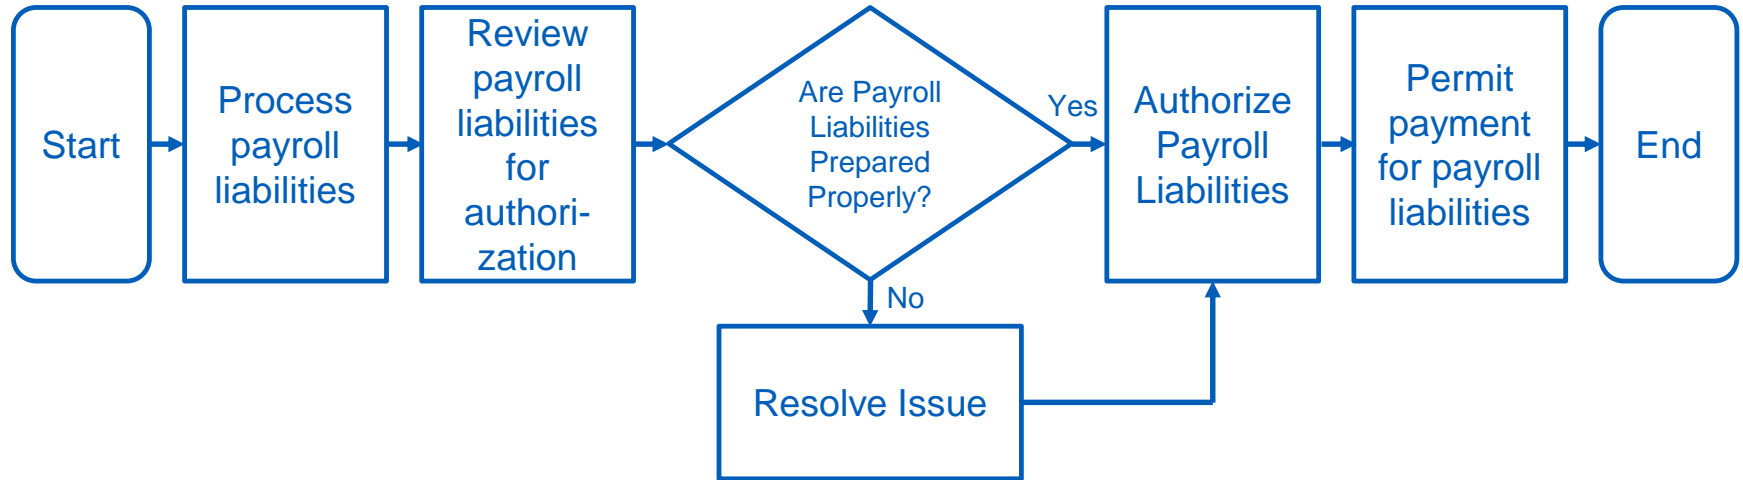 Start
Process
payroll
liabilities
Review
payroll
liabilities
for
authori-
zation
Are Payroll
Liabilities
Prepared
Properly?
Yes
No
Resolve Issue
Authorize
Payroll
Liabilities
Permit
payment
for payroll
liabilities
End